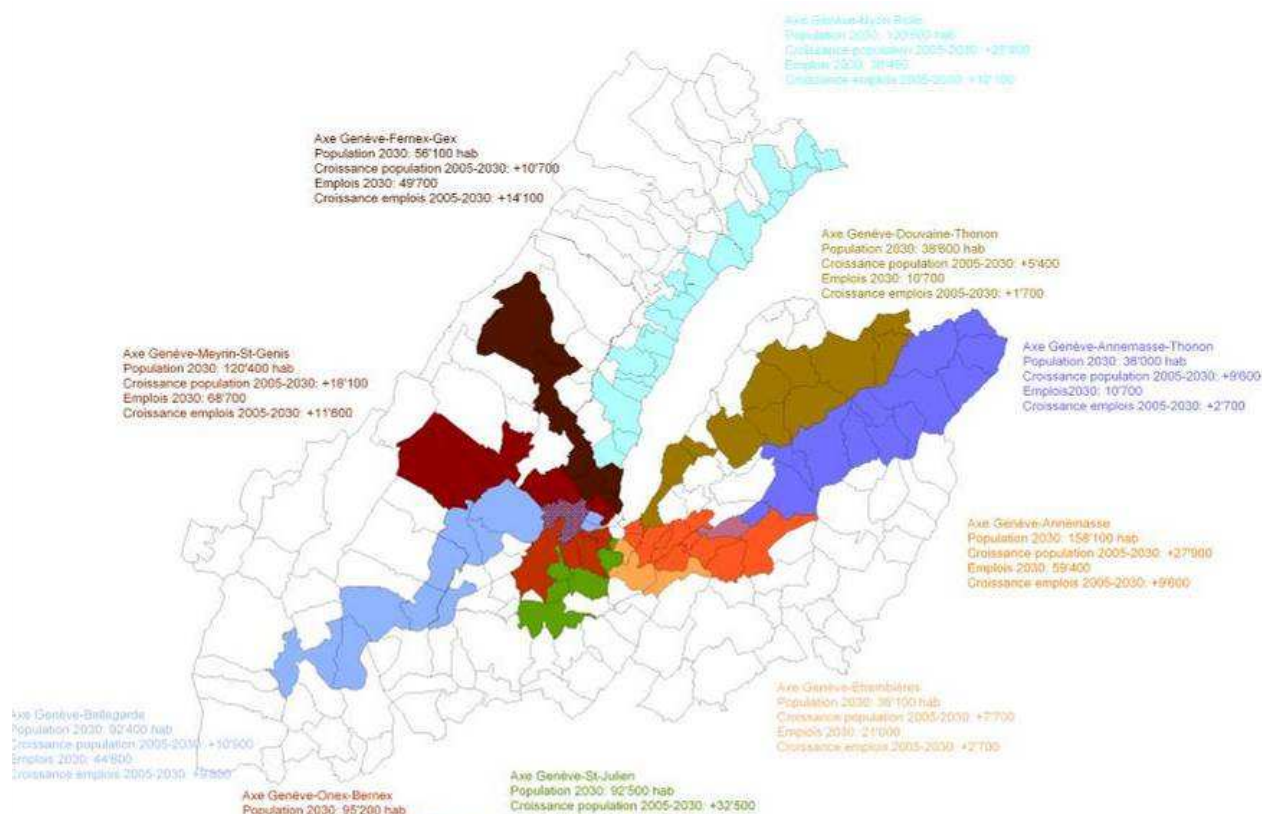 Axe Genève-Nyon-Rolle
Population 2030: hab
Croissance population 2005-2030:
Emplois 2030:
Croissance emplois 2005-2030: +12'100
Axe Genève-Fernex-Gex
Population 2030: 56'100 hab
Croissance population 2005-2030: +10'700
Emplois 2030: 49'700
Croissance emplois 2005-2030: +14'100
Axe Genève-Douvaine-Thonon
Population 2030: 38'800 hab
Croissance population 2005-2030: +5'400
Emplois 2030: 10'700
Croissance emplois 2005-2030: +1'700
Axe Genève-Meyrin-St-Genis
Population 2030: 120'400 hab
Croissance population 2005-2030: +18'100
Emplois 2030: 68'700
Croissance emplois 2005-2030: +11'600
Axe Genève-Annemasse-Thonon
Population 2030: 38'000 hab
Croissance population 2005-2030: +9'600
Emplois2030: 10'700
Croissance emplois 2005-2030: +2'700
Axe Genève-Annemasse
Population 2030: 158'100 hab
Croissance population 2005-2030: +27'900
Emplois 2030: 59'400
Croissance emplois 2005-2030: +9'600
Axe Genève-Etrembières
Population 2030: 36'100 hab
Croissance population 2005-2030: +7'700
Emplois 2030: 21'000
Croissance emplois 2005-2030: +2'700
Axe Genève-Bellegarde
Population 2030: 92'400 hab
Croissance population 2005-2030: +10'900
Emplois 2030: 44'800
Croissance emplois 2005-2030:
Axe Genève-Onex-Bernex
Population 2030: 95'200 hab
Axe Genève-St-Julien
Population 2030: 92'500 hab
Croissance population 2005-2030: +32'500